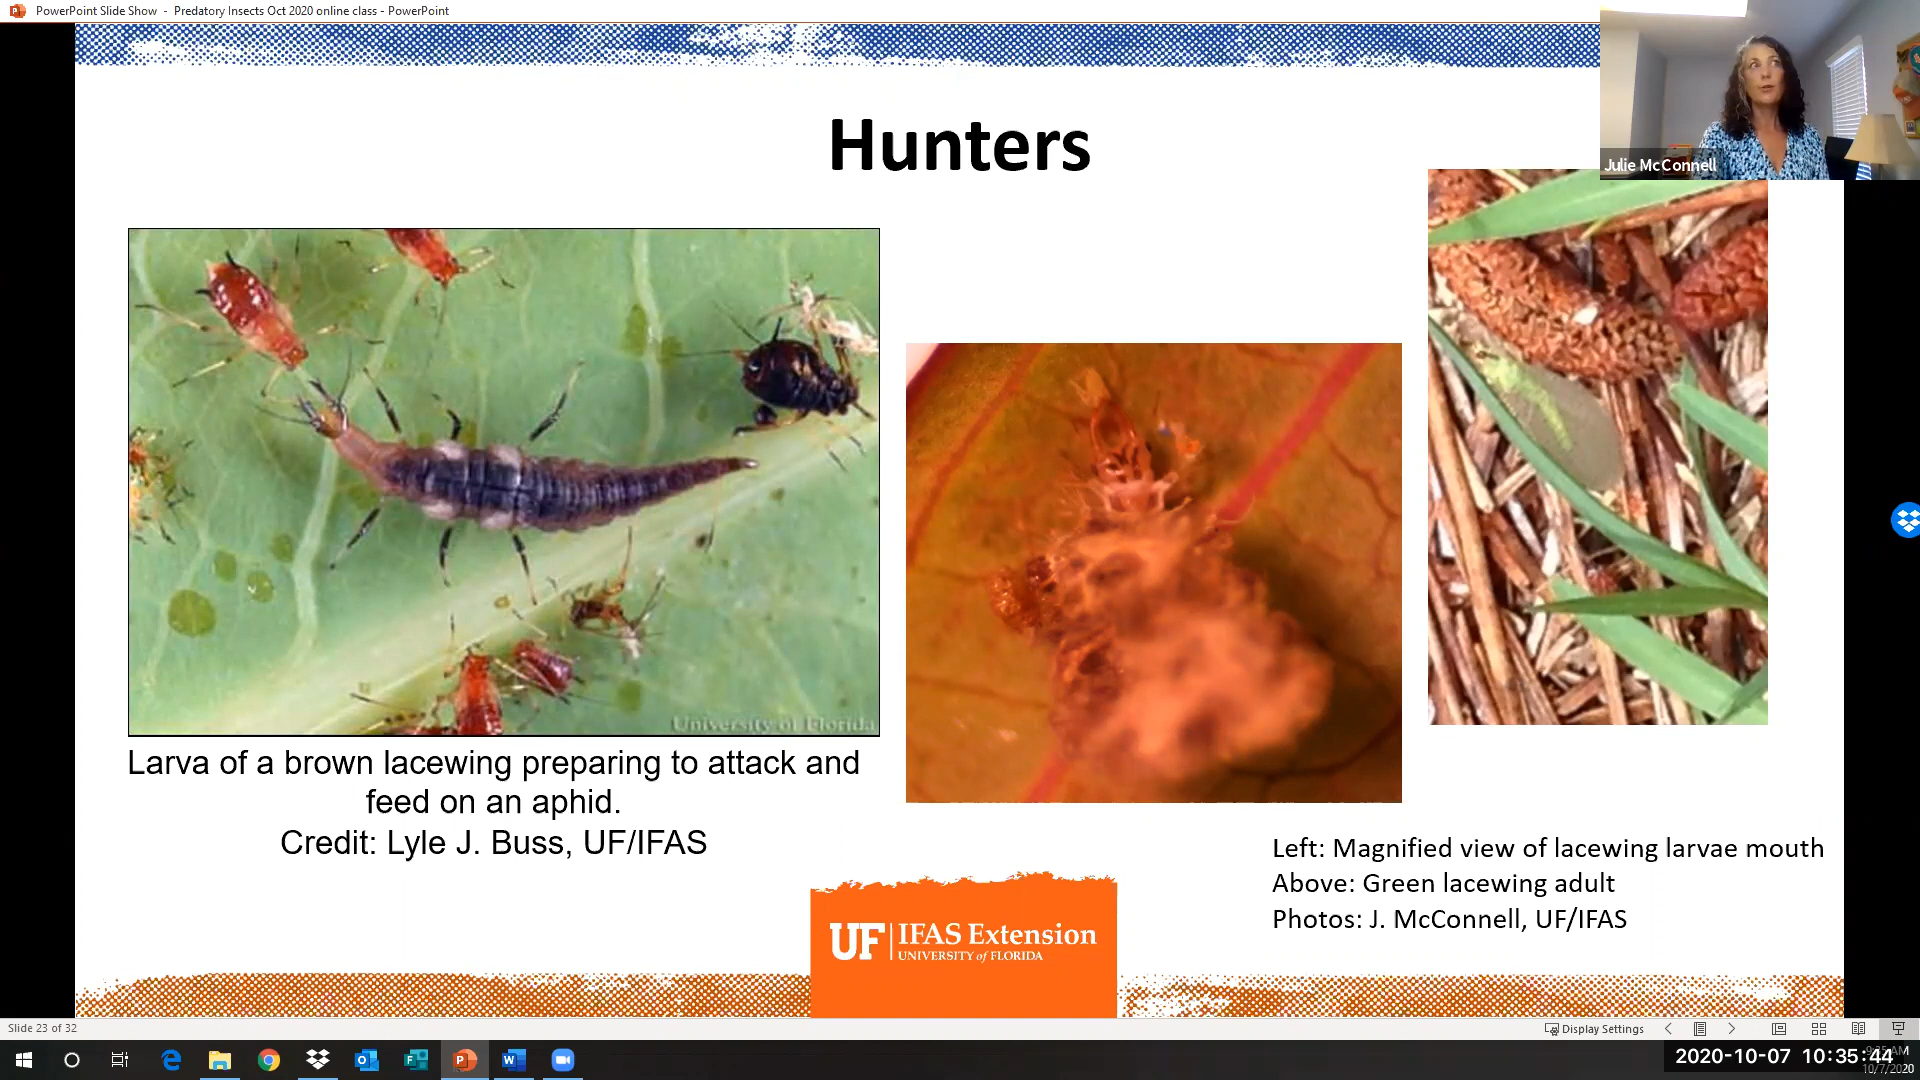 PowerPoint Slide Show - Predatory Insects Oct 2020 online class - PowerPoint
Hunters
Julie McConnell
University of Florida
Larva of a brown lacewing preparing to attack and
feed on an aphid.
Credit: Lyle J. Buss, UF/IFAS
Left: Magnified view of lacewing larvae mouth
Above: Green lacewing adult
Photos: J. McConnell, UF/IFAS
UF IFAS Extension
UNIVERSITY of FLORIDA
Slide 23 of 32
Display Settings
2020-10-07 10:35:44
10/7/2020